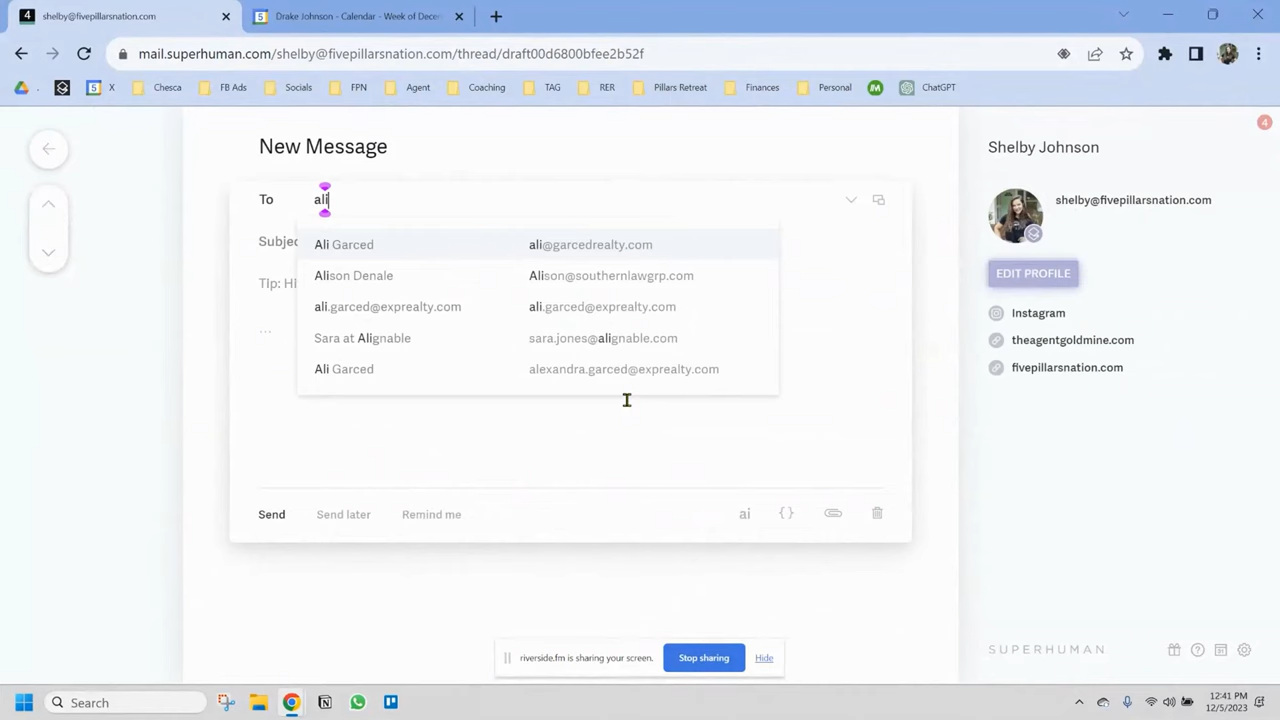 shelby@fivepillarsnation.com
Drake Johnson - Calendar - Week of Decem
mail.superhuman.com/shelby@fivepillarsnation.com/thread/draft00d6800bfee2b52f
X Chesca FB Ads Socials FPN Agent Coaching TAG RER Pillars Retreat Finances Personal ChatGPT
4
New Message
Shelby Johnson
To ali
shelby@fivepillarsnation.com
Subjec
Ali Garced ali@garcedrealty.com
Alison Denale Alison@southernlawgrp.com
EDIT PROFILE
Tip: Hi
ali.garced@exprealty.com ali.garced@exprealty.com
Instagram
...
Sara at Alignable sara.jones@alignable.com
theagentgoldmine.com
Ali Garced alexandra.garced@exprealty.com
fivepillarsnation.com
Send Send later Remind me ai {}
SUPERHUMAN
riverside.fm is sharing your screen. Stop sharing Hide
Search
12:41 PM
12/5/2023